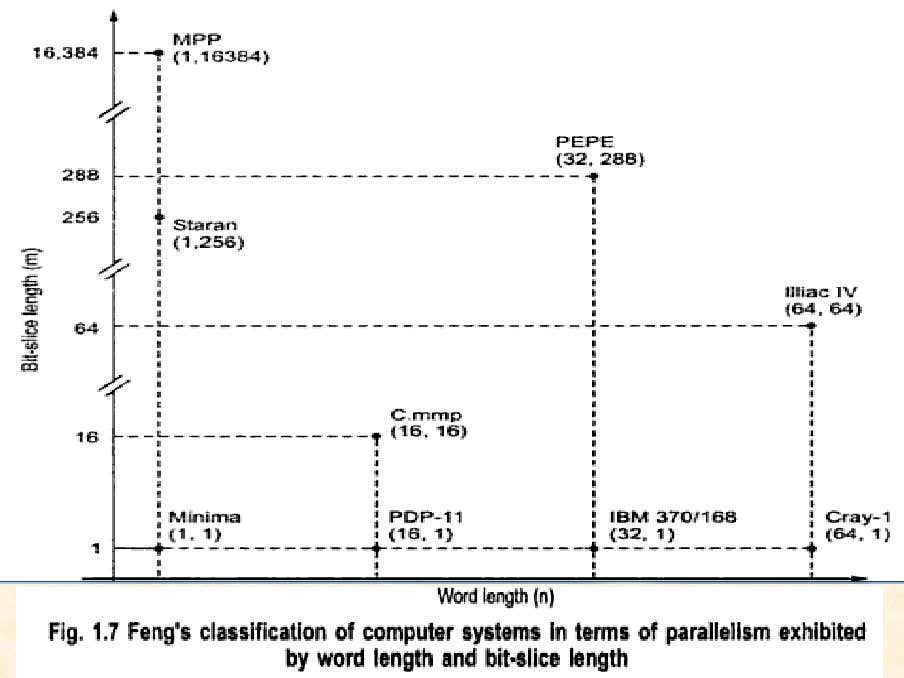 MPP
16,384
(1,16384)
PEPE
(32, 288)
288
256
Staran
(1,256)
Illiac IV
(64, 64)
64
Bit-slice length (m)
C.mmp
16
(16, 16)
Minima
(1, 1)
PDP-11
(16, 1)
IBM 370/168
(32, 1)
Cray-1
(64, 1)
1
Word length (n)
Fig. 1.7 Feng's classification of computer systems in terms of parallelism exhibited
by word length and bit-slice length